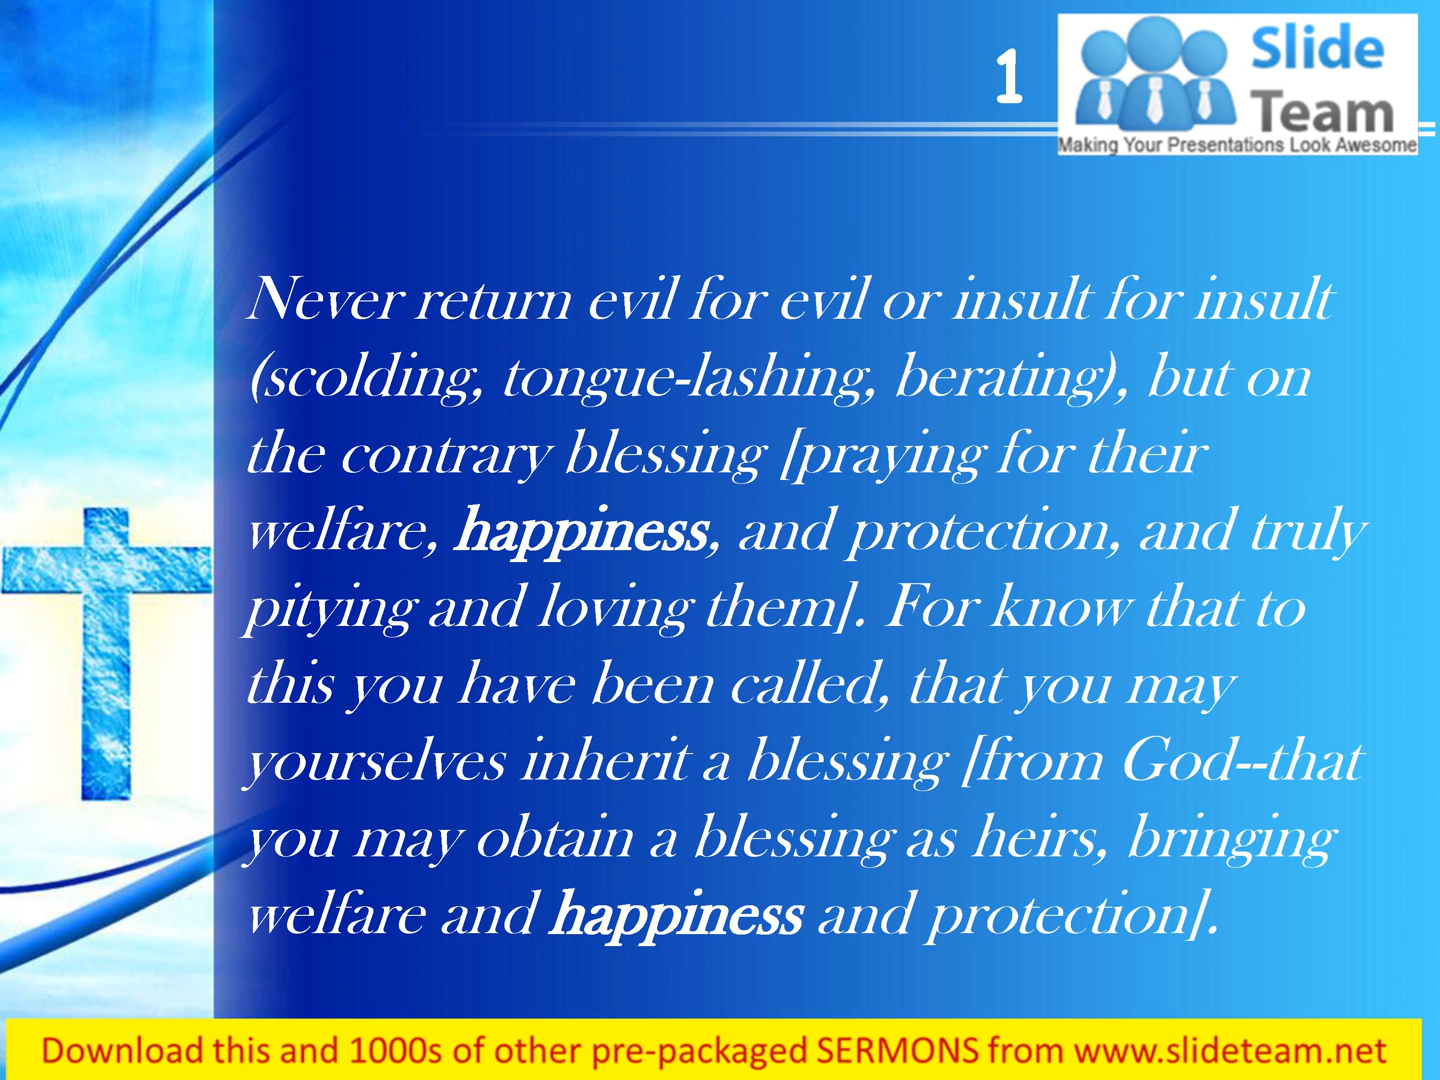 1
Slide
Team
Making Your Presentations Look Awesome
Never return evil for evil or insult for insult
(scolding, tongue-lashing, berating), but on
the contrary blessing [praying for their
welfare, happiness, and protection, and truly
pitying and loving them]. For know that to
this you have been called, that you may
yourselves inherit a blessing [from God--that
you may obtain a blessing as heirs, bringing
welfare and happiness and protection].
Download this and 1000s of other pre-packaged SERMONS from www.slideteam.net